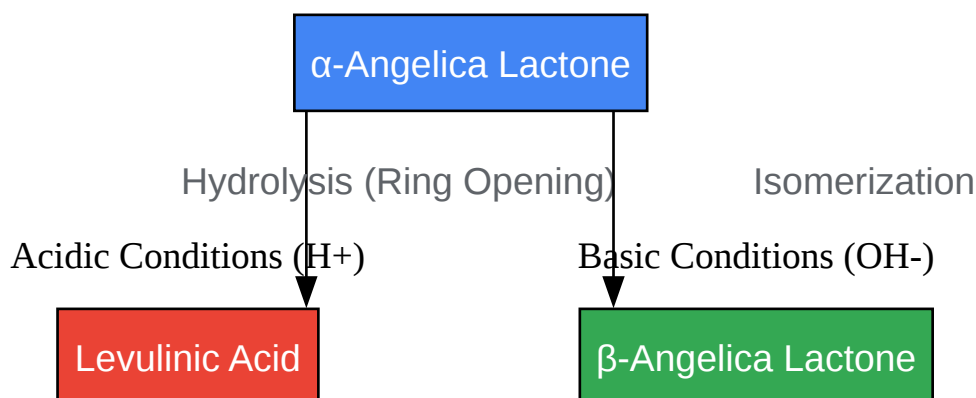 α-Angelica Lactone
Hydrolysis (Ring Opening)
Isomerization
Acidic Conditions (H+)
Basic Conditions (OH-)
Levulinic Acid
β-Angelica Lactone